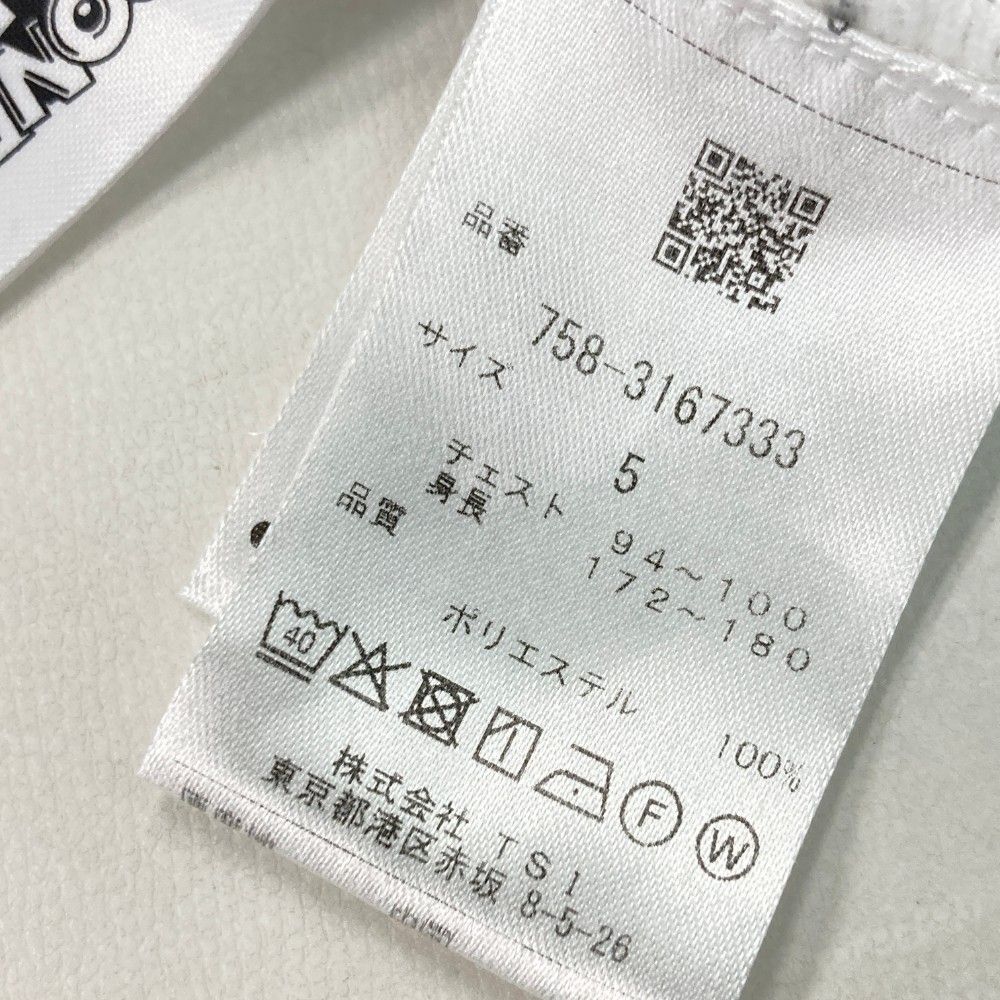 品番
758-3167333
サイズ
5
チェスト 94～100
身長 172～180
品質
ポリエステル 100%
40
F W
株式会社 TSI
東京都港区赤坂 8-5-26